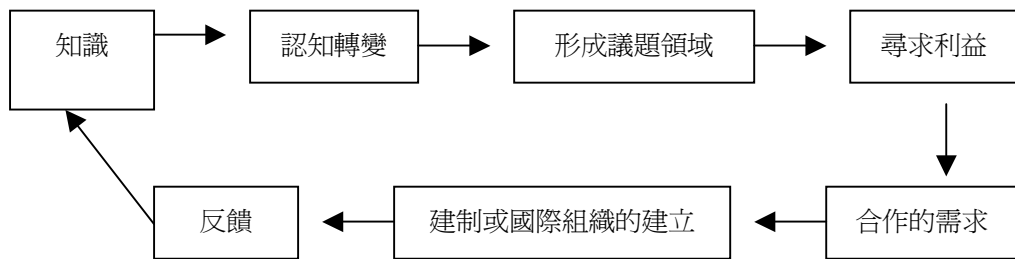 知識
認知轉變
形成議題領域
尋求利益
反饋
建制或國際組織的建立
合作的需求